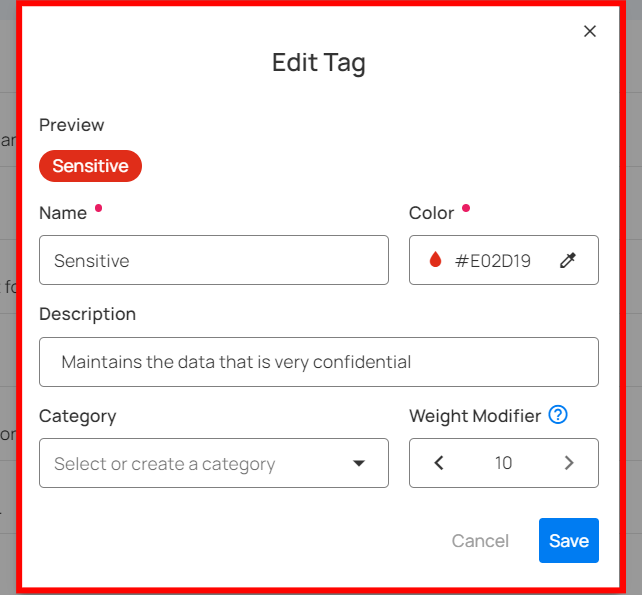 Edit Tag
Preview
Sensitive
Name
Color
Sensitive
#E02D19
Description
Maintains the data that is very confidential
Category
Weight Modifier ?
Select or create a category
10
Cancel
Save